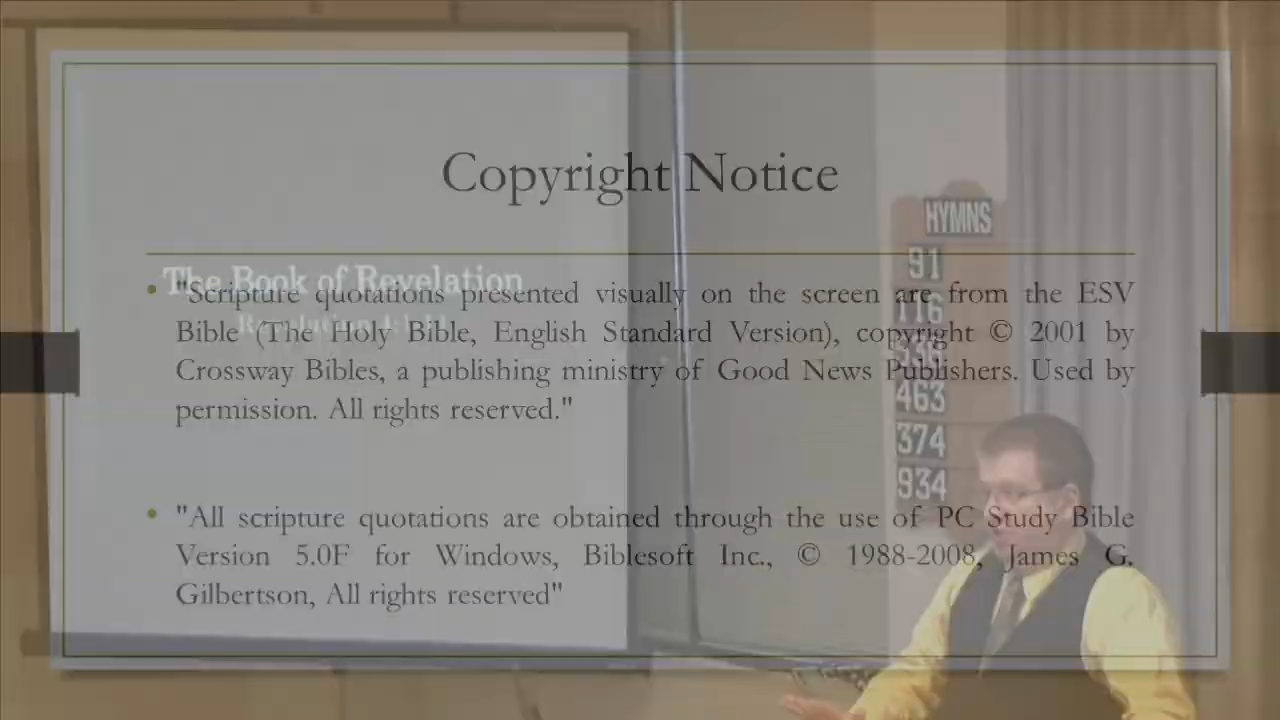 Copyright Notice
The Book of Revelation
• "Scripture quotations presented visually on the screen are from the ESV
Bible (The Holy Bible, English Standard Version), copyright © 2001 by
Crossway Bibles, a publishing ministry of Good News Publishers. Used by
permission. All rights reserved."
• "All scripture quotations are obtained through the use of PC Study Bible
Version 5.0F for Windows, Biblesoft Inc., © 1988-2008, James G.
Gilbertson, All rights reserved"
HYMNS
91
116
463
374
934